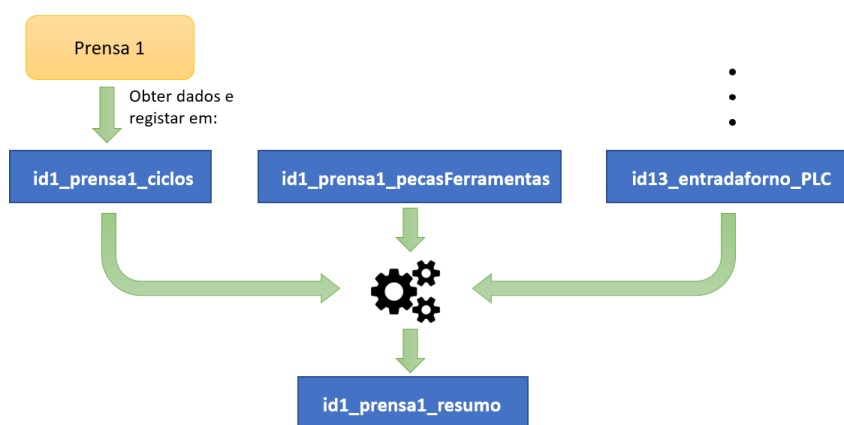 Prensa 1
Obter dados e
registar em:
id1_prensa1_ciclos
id1_prensa1_pecasFerramentas
id13_entradaforno_PLC
id1_prensa1_resumo